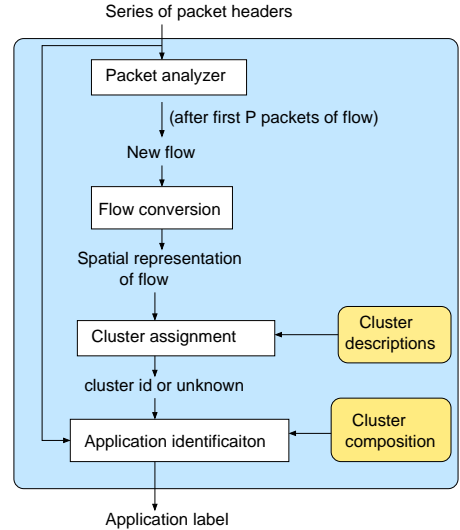 Series of packet headers
Packet analyzer
(after first P packets of flow)
New flow
Flow conversion
Spatial representation
of flow
Cluster assignment
Cluster
descriptions
cluster id or unknown
Application identificaiton
Cluster
composition
Application label